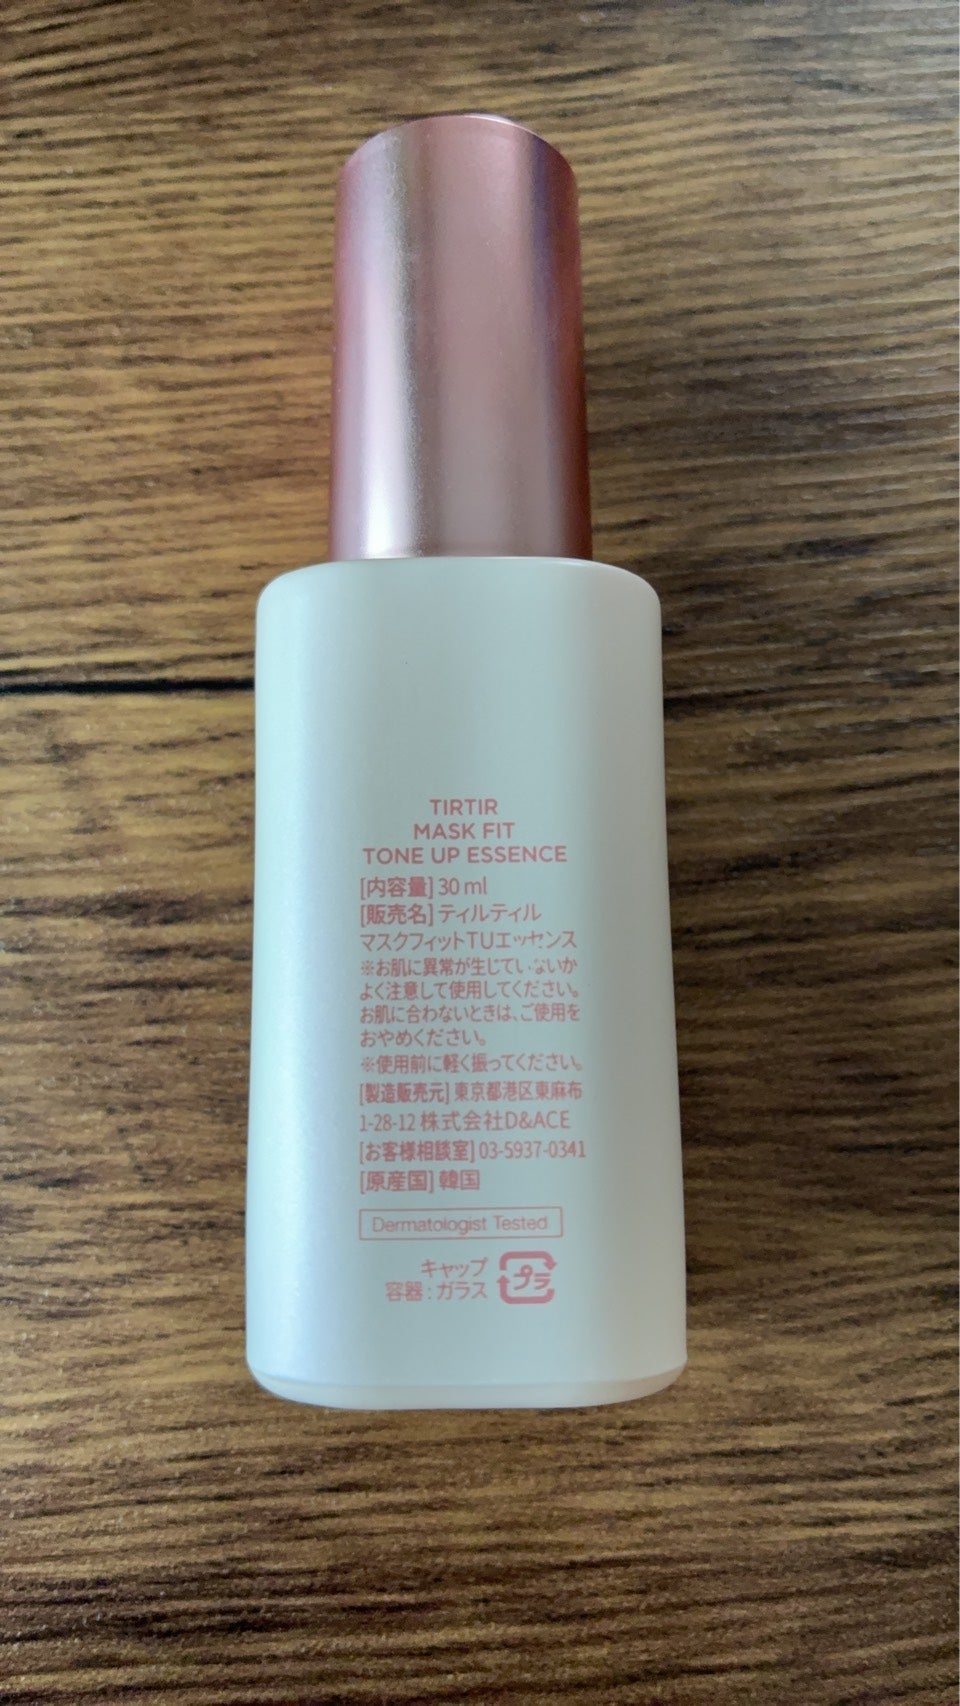 TIRTIR
MASK FIT
TONE UP ESSENCE
[内容量] 30 ml
[販売名] ティルティル
マスクフィットTUエッセンス
※お肌に異常が生じていないか
よく注意して使用してください。
お肌に合わないときは、ご使用を
おやめください。
※使用前に軽く振ってください。
[製造販売元] 東京都港区東麻布
1-28-12 株式会社D&ACE
[お客様相談室] 03-5937-0341
[原産国] 韓国
Dermatologist Tested
キャップ
容器 : ガラス
プラ